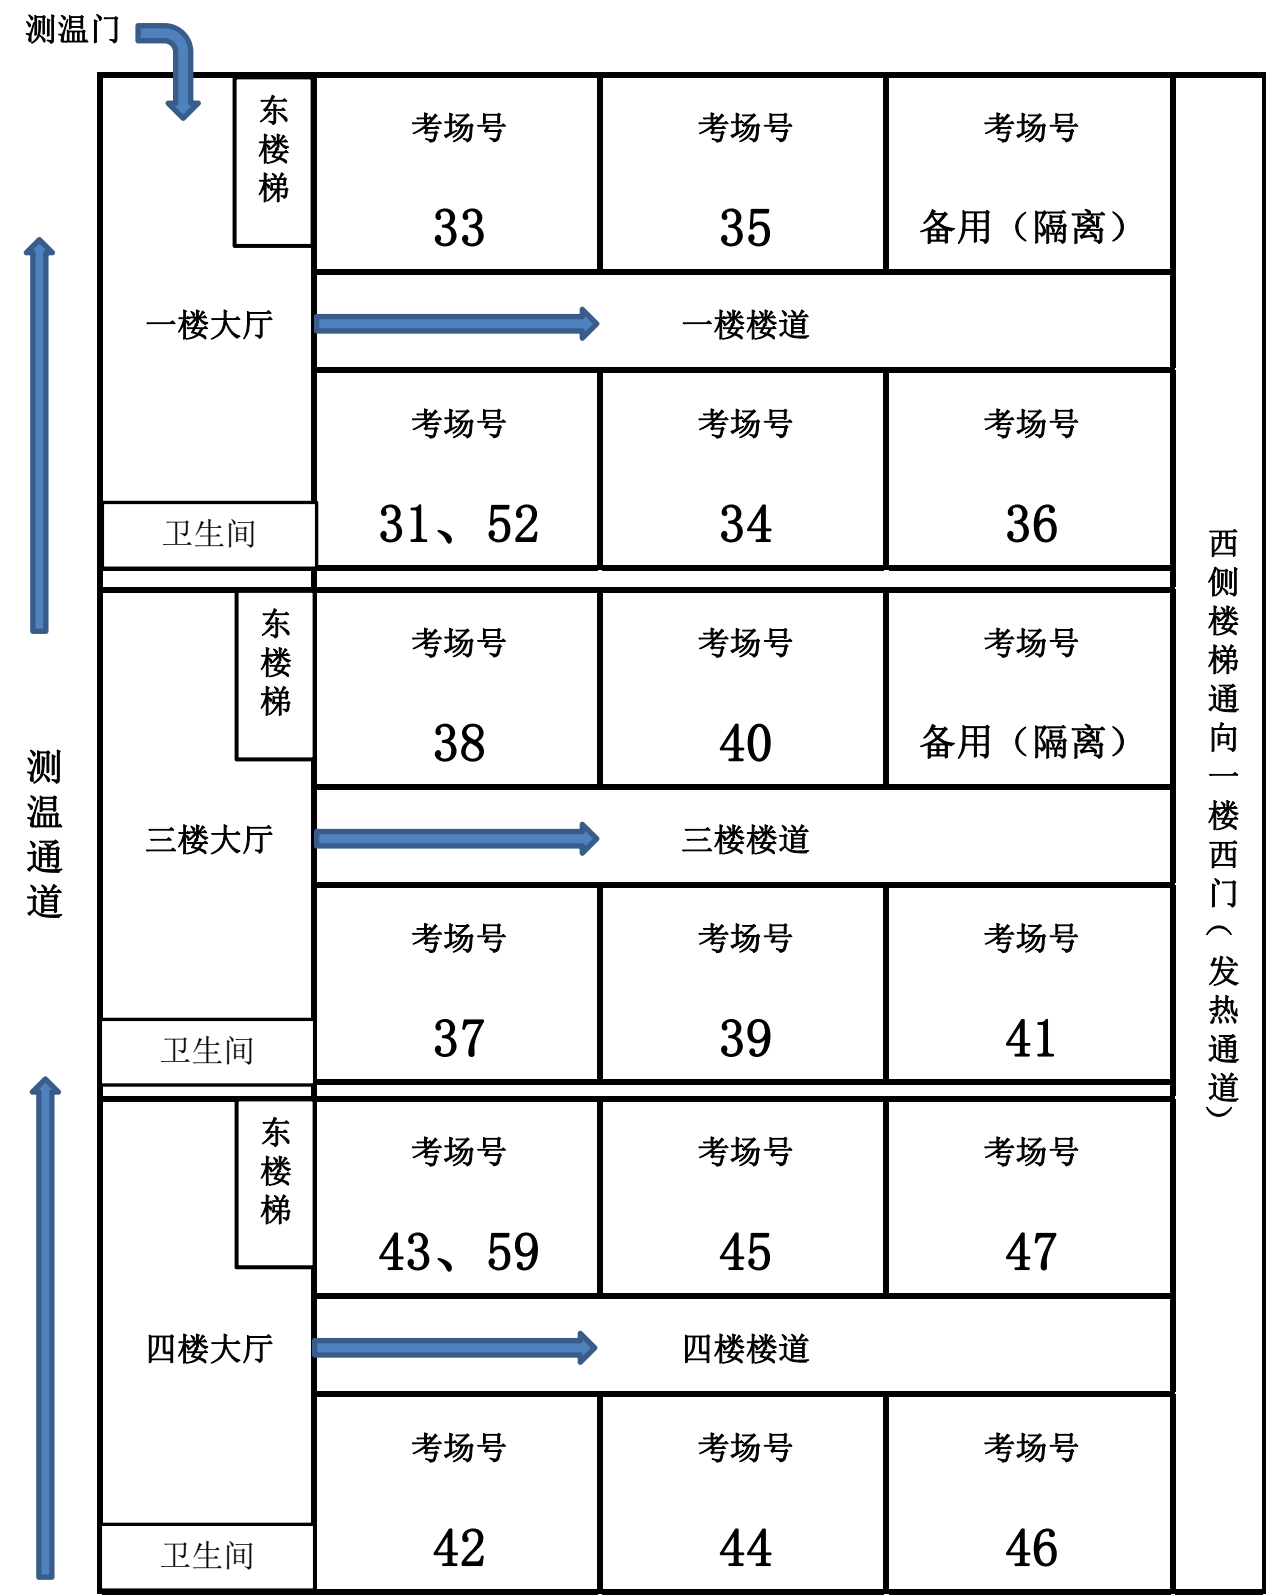 测温门
东楼梯
考场号
33
考场号
35
考场号
备用（隔离）
一楼大厅
一楼楼道
考场号
31、52
考场号
34
考场号
36
卫生间
东楼梯
考场号
38
考场号
40
考场号
备用（隔离）
三楼大厅
三楼楼道
考场号
37
考场号
39
考场号
41
卫生间
东楼梯
考场号
43、59
考场号
45
考场号
47
四楼大厅
四楼楼道
考场号
42
考场号
44
考场号
46
卫生间
测温通道
西侧楼梯通向一楼西门（发热通道）